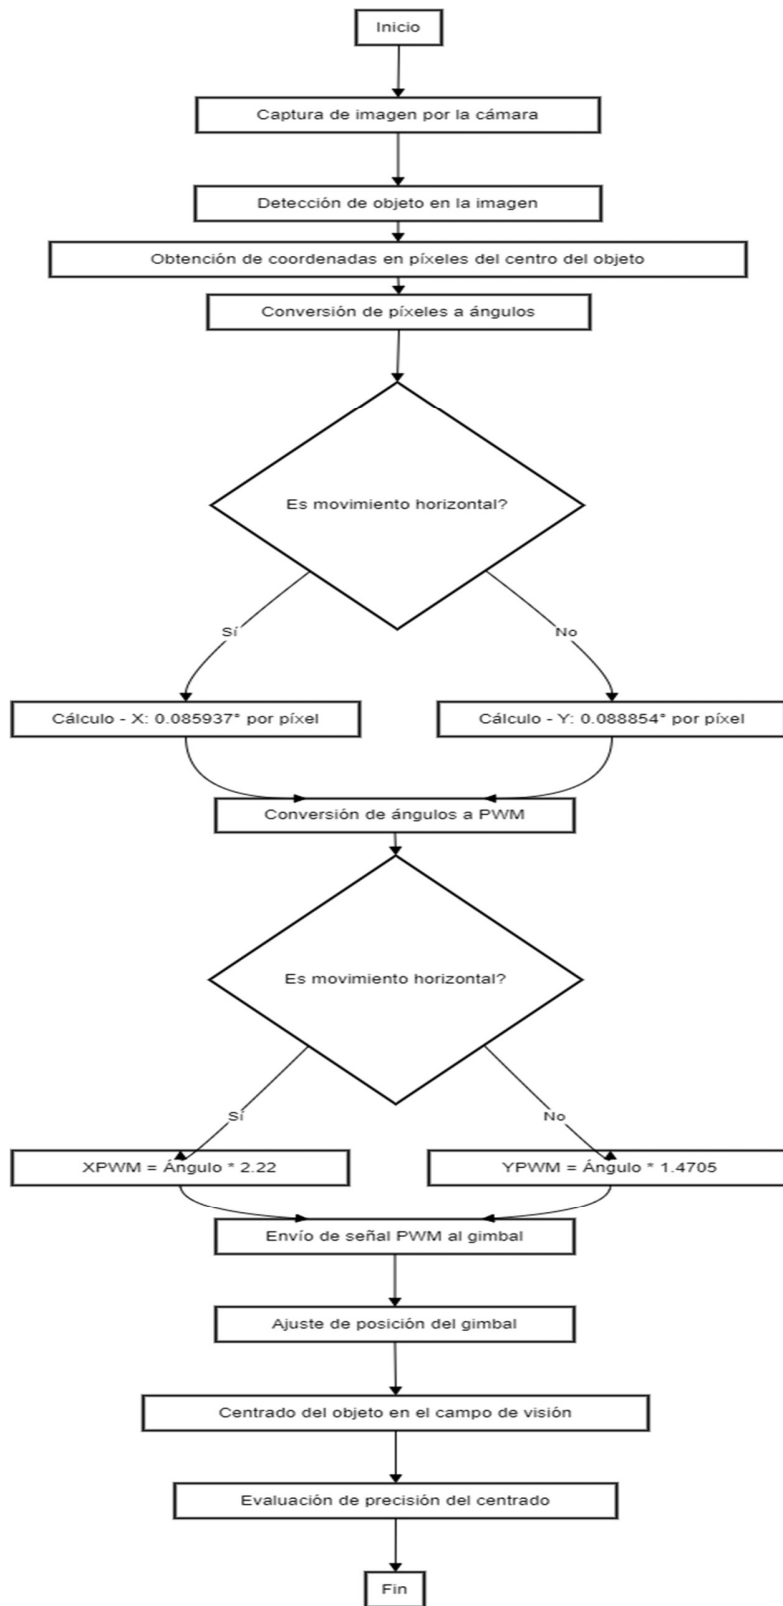 Inicio
Captura de imagen por la cámara
Detección de objeto en la imagen
Obtención de coordenadas en píxeles del centro del objeto
Conversión de píxeles a ángulos
Es movimiento horizontal?
Sí
No
Cálculo - X: 0.085937° por píxel
Cálculo - Y: 0.088854° por píxel
Conversión de ángulos a PWM
Es movimiento horizontal?
Sí
No
XPWM = Ángulo * 2.22
YPWM = Ángulo * 1.4705
Envío de señal PWM al gimbal
Ajuste de posición del gimbal
Centrado del objeto en el campo de visión
Evaluación de precisión del centrado
Fin